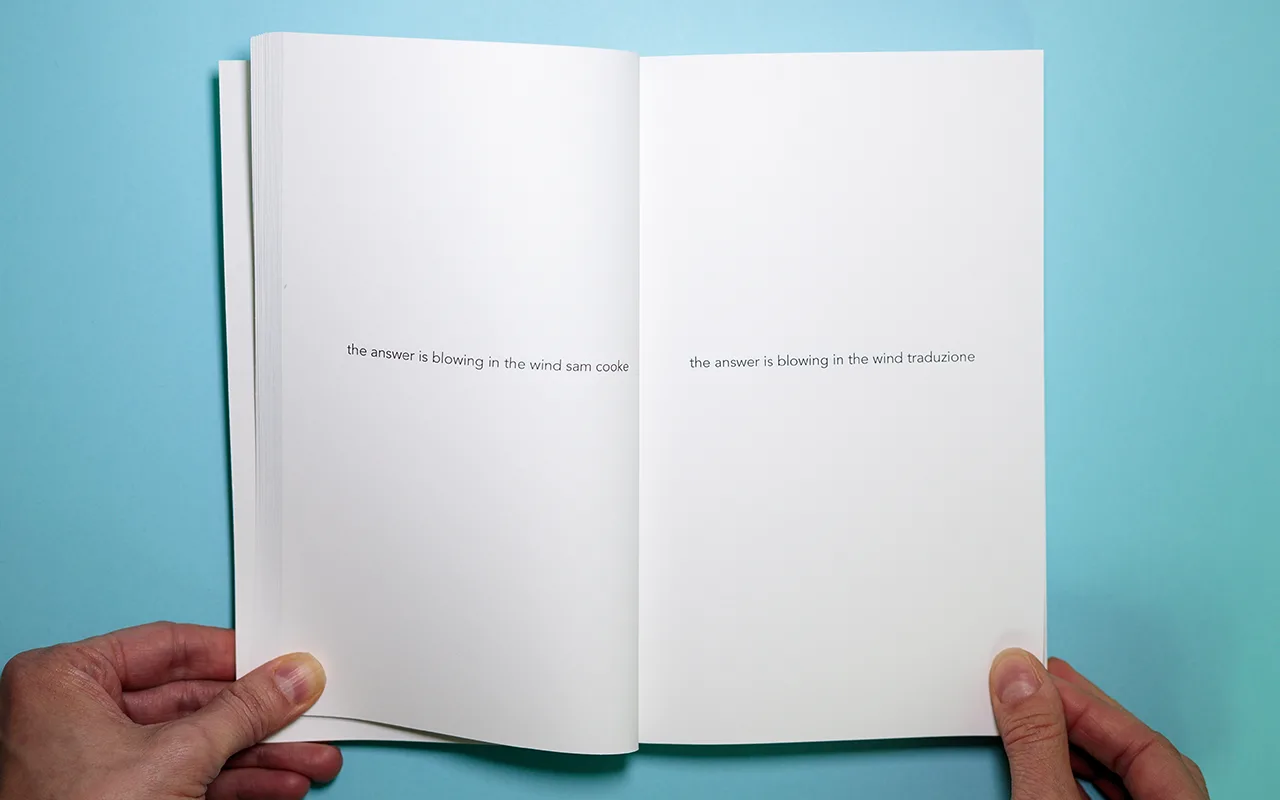 the answer is blowing in the wind sam cooke
the answer is blowing in the wind traduzione